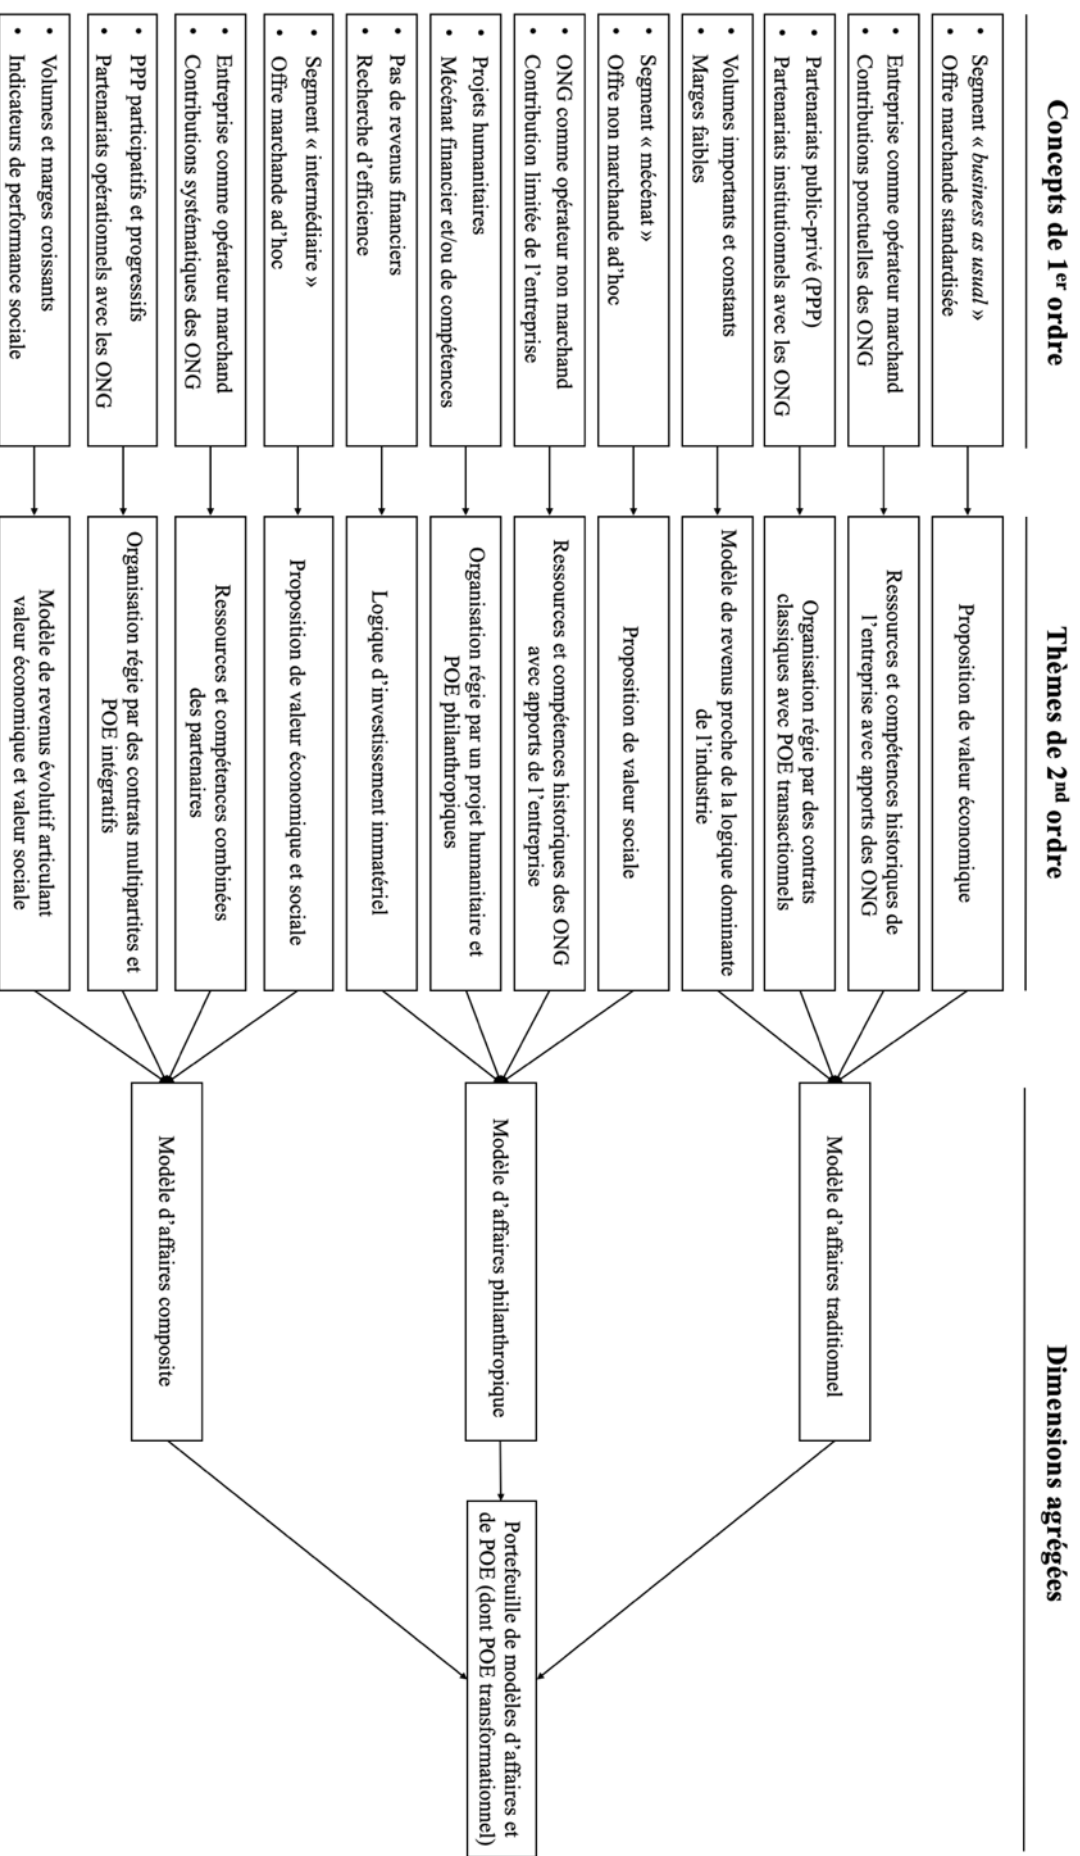 Concepts de 1er ordre
Thèmes de 2nd ordre
Dimensions agrégées
• Segment « business as usual »
• Offre marchande standardisée
• Entreprise comme opérateur marchand
• Contributions ponctuelles des ONG
• Partenariats public-privé (PPP)
• Partenariats institutionnels avec les ONG
• Volumes importants et constants
• Marges faibles
• Segment « mécénat »
• Offre non marchande ad'hoc
• ONG comme opérateur non marchand
• Contribution limitée de l'entreprise
• Projets humanitaires
• Mécénat financier et/ou de compétences
• Pas de revenus financiers
• Recherche d'efficience
• Segment « intermédiaire »
• Offre marchande ad'hoc
• Entreprise comme opérateur marchand
• Contributions systématiques des ONG
• PPP participatifs et progressifs
• Partenariats opérationnels avec les ONG
• Volumes et marges croissants
• Indicateurs de performance sociale
Proposition de valeur économique
Ressources et compétences historiques de
l'entreprise avec apports des ONG
Organisation régie par des contrats
classiques avec POE transactionnels
Modèle de revenus proche de la logique dominante
de l'industrie
Proposition de valeur sociale
Ressources et compétences historiques des ONG
avec apports de l'entreprise
Organisation régie par un projet humanitaire et
POE philanthropiques
Logique d'investissement immatériel
Proposition de valeur économique et sociale
Ressources et compétences combinées
des partenaires
Organisation régie par des contrats multipartites et
POE intégratifs
Modèle de revenus évolutif articulant
valeur économique et valeur sociale
Modèle d'affaires traditionnel
Modèle d'affaires philanthropique
Modèle d'affaires composite
Portefeuille de modèles d'affaires et
de POE (dont POE transformationnel)